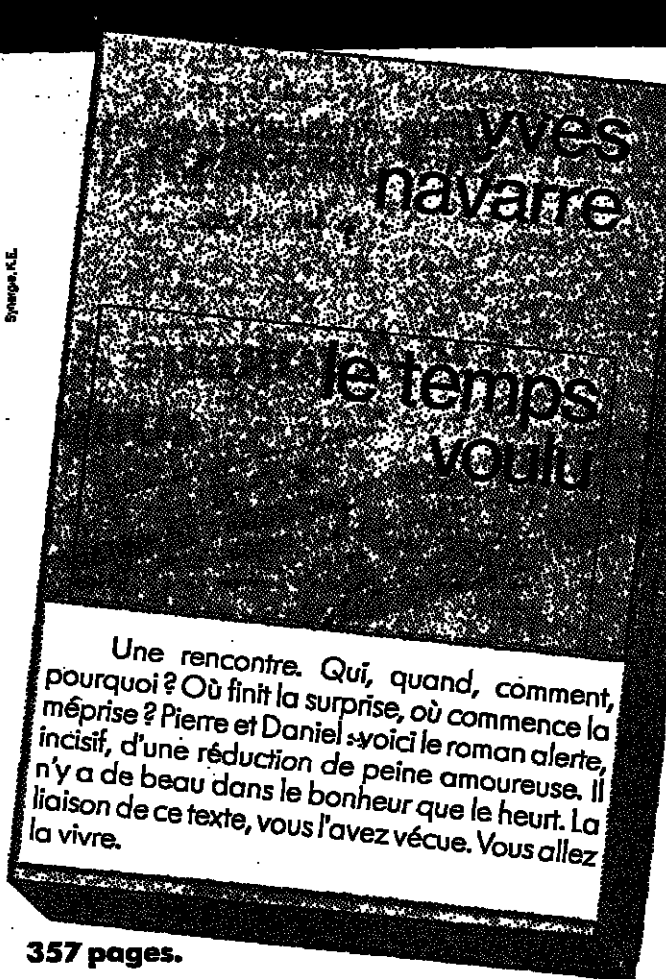 yves
navarre
le temps
voulu
Synergie, K.E.
Une rencontre. Qui, quand, comment,
pourquoi ? Où finit la surprise, où commence la
méprise ? Pierre et Daniel : voici le roman alerte,
incisif, d'une réduction de peine amoureuse. Il
n'y a de beau dans le bonheur que le heurt. La
liaison de ce texte, vous l'avez vécue. Vous allez
la vivre.
357 pages.